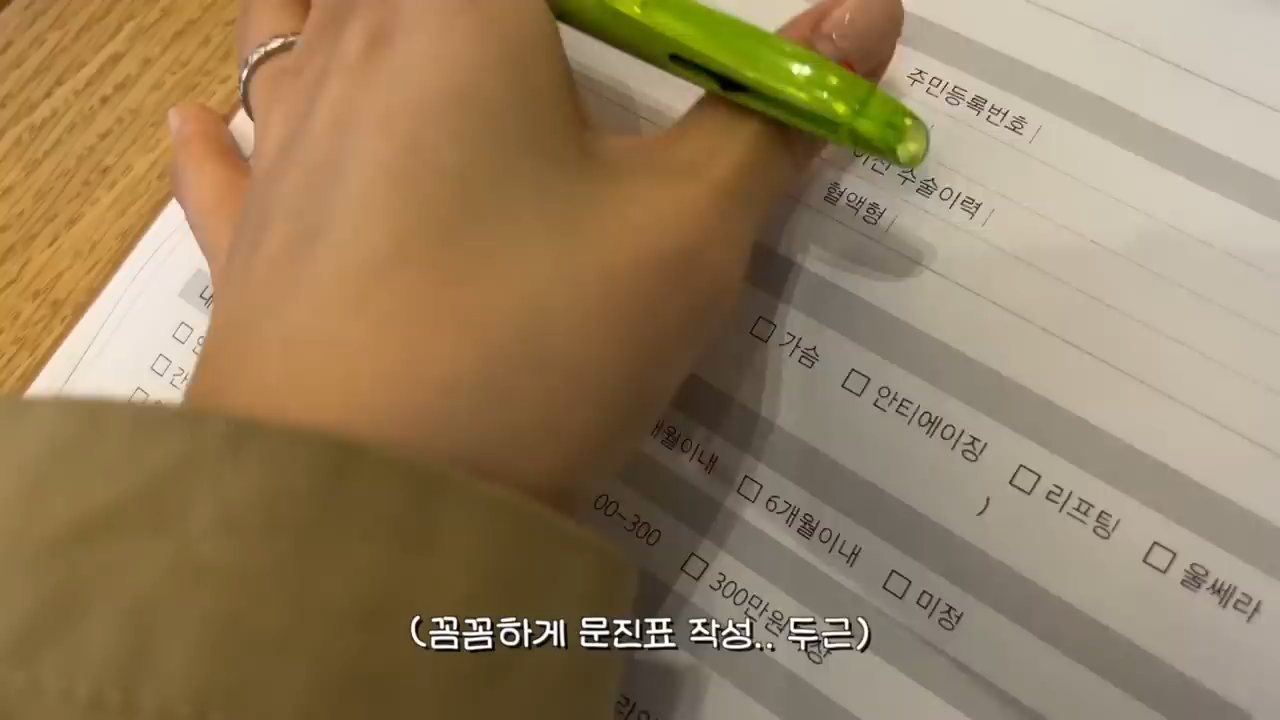 주민등록번호 |
이전 수술이력 |
혈액형 |
□ 가슴 □ 안티에이징 □ 리프팅 □ 울쎄라
)
개월이내 □ 6개월이내 □ 미정
00~300 □ 300만원
(꼼꼼하게 문진표 작성.. 두근)